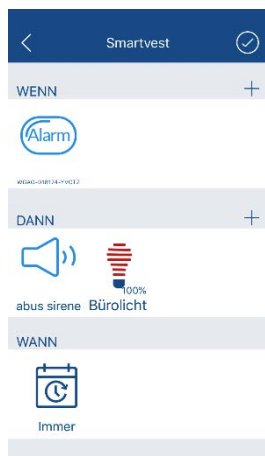 Smartvest
WENN
Alarm
DANN
100%
abus sirene Bürolicht
WANN
Immer